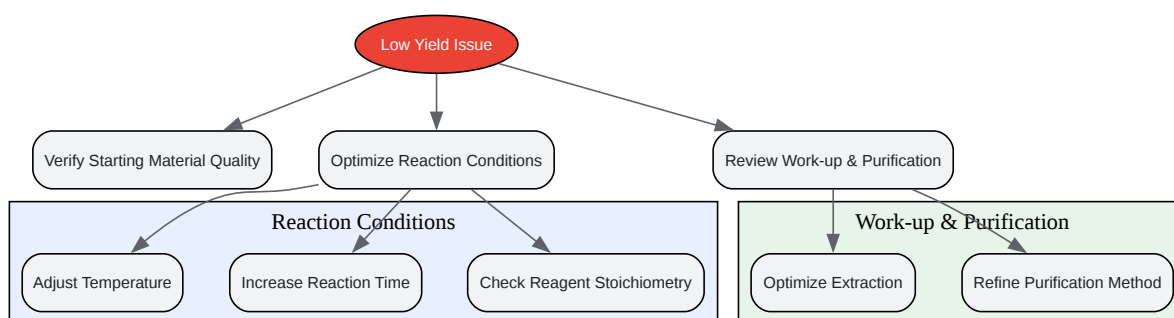 Low Yield Issue
Verify Starting Material Quality
Optimize Reaction Conditions
Review Work-up & Purification
Reaction Conditions
Work-up & Purification
Adjust Temperature
Increase Reaction Time
Check Reagent Stoichiometry
Optimize Extraction
Refine Purification Method